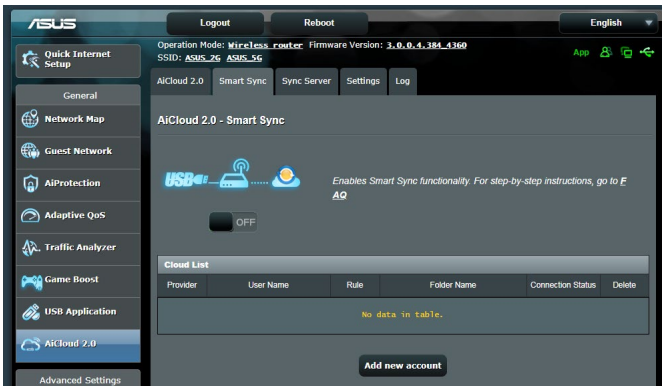 ASUS
Logout
Reboot
English
Quick Internet
Setup
General
Network Map
Guest Network
AiProtection
Adaptive QoS
Traffic Analyzer
Game Boost
USB Application
AiCloud 2.0
Advanced Settings
Operation Mode: Wireless router Firmware Version: 3.0.0.4.384_4360
SSID: ASUS_2G ASUS_5G
App
AiCloud 2.0 Smart Sync Sync Server Settings Log
AiCloud 2.0 - Smart Sync
USB
Enables Smart Sync functionality. For step-by-step instructions, go to F
AQ
OFF
Cloud List
Provider User Name Rule Folder Name Connection Status Delete
No data in table.
Add new account